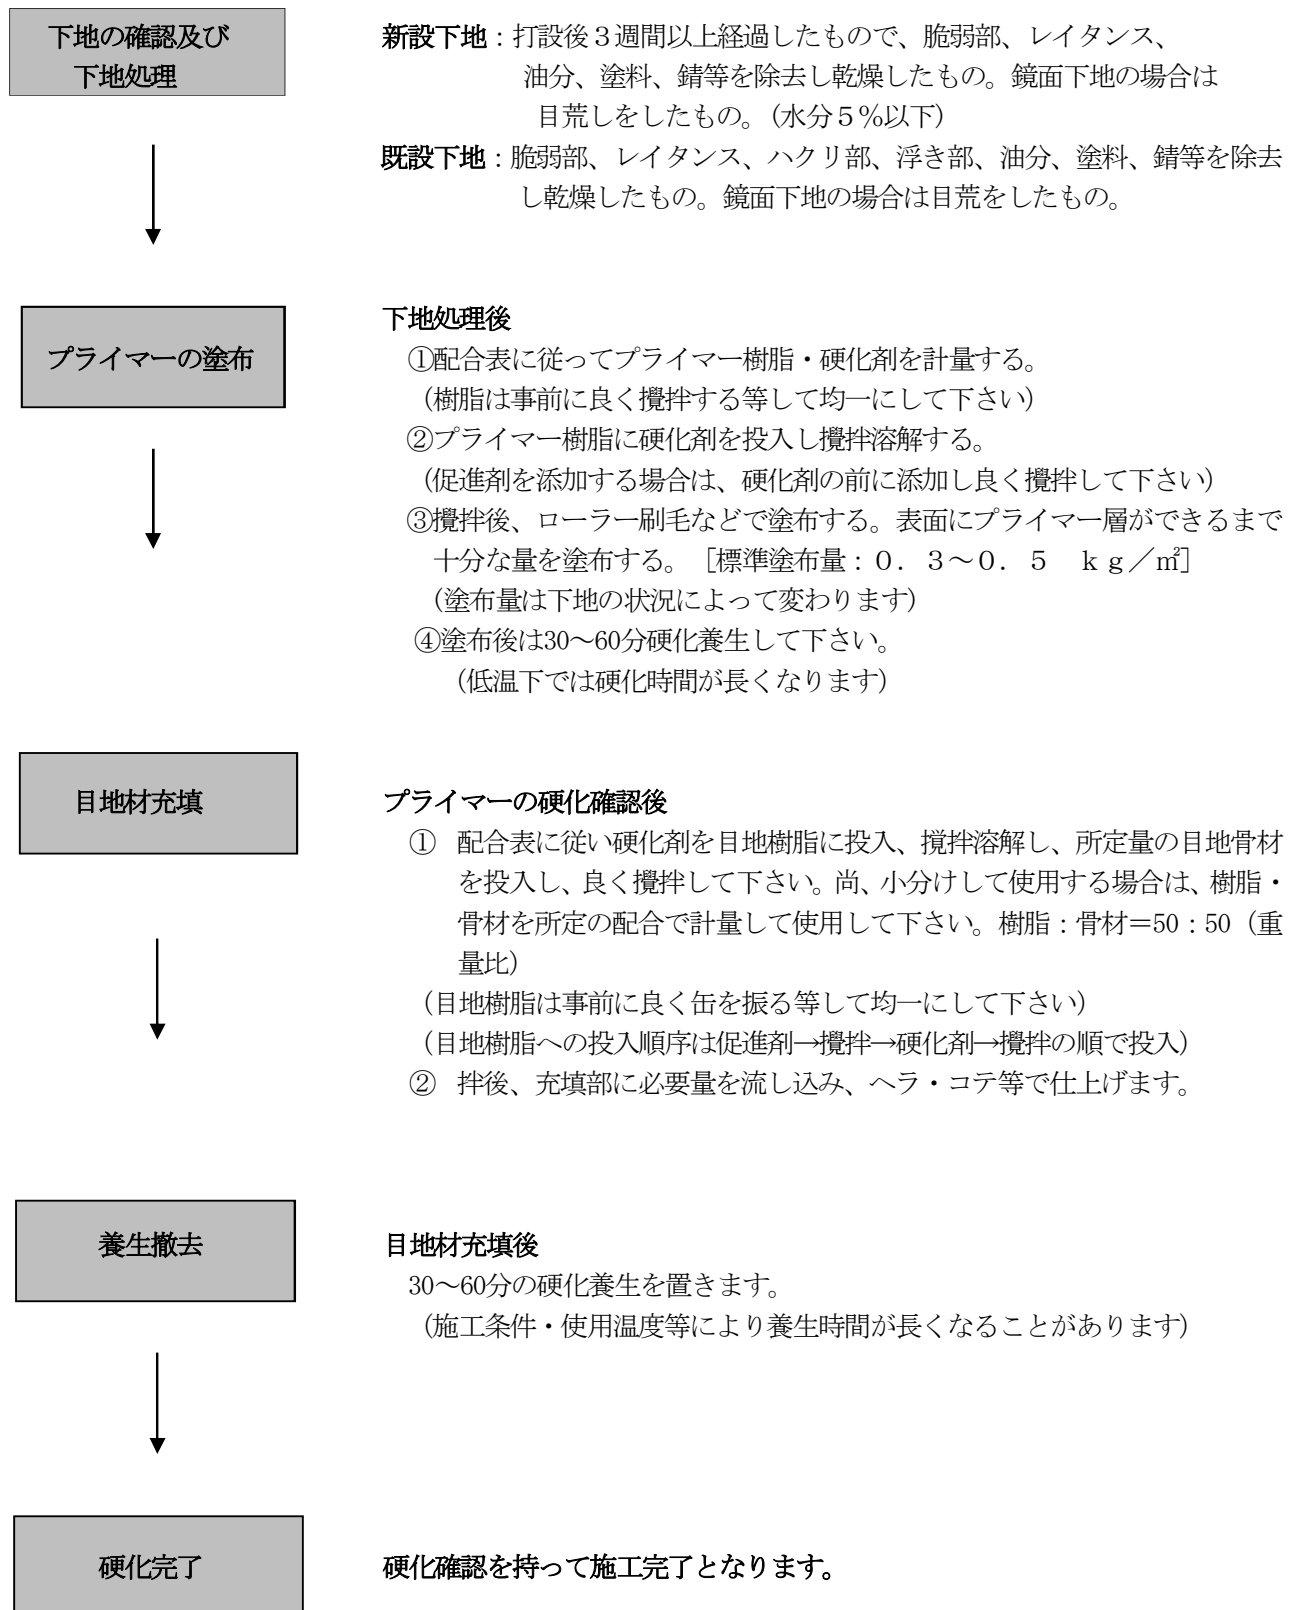 下地の確認及び
下地処理
新設下地：打設後３週間以上経過したもので、脆弱部、レイタンス、
油分、塗料、錆等を除去し乾燥したもの。鏡面下地の場合は
目荒しをしたもの。（水分５％以下）
既設下地：脆弱部、レイタンス、ハクリ部、浮き部、油分、塗料、錆等を除去
し乾燥したもの。鏡面下地の場合は目荒をしたもの。
プライマーの塗布
下地処理後
①配合表に従ってプライマー樹脂・硬化剤を計量する。
（樹脂は事前に良く攪拌する等して均一にして下さい）
②プライマー樹脂に硬化剤を投入し攪拌溶解する。
（促進剤を添加する場合は、硬化剤の前に添加し良く攪拌して下さい）
③攪拌後、ローラー刷毛などで塗布する。表面にプライマー層ができるまで
十分な量を塗布する。［標準塗布量：０．３～０．５　ｋｇ／㎡］
（塗布量は下地の状況によって変わります）
④塗布後は30～60分硬化養生して下さい。
（低温下では硬化時間が長くなります）
目地材充填
プライマーの硬化確認後
①　配合表に従い硬化剤を目地樹脂に投入、撹拌溶解し、所定量の目地骨材
を投入し、良く攪拌して下さい。尚、小分けして使用する場合は、樹脂・
骨材を所定の配合で計量して使用して下さい。樹脂：骨材＝50：50（重
量比）
（目地樹脂は事前に良く缶を振る等して均一にして下さい）
（目地樹脂への投入順序は促進剤→攪拌→硬化剤→攪拌の順で投入）
②　拌後、充填部に必要量を流し込み、ヘラ・コテ等で仕上げます。
養生撤去
目地材充填後
30～60分の硬化養生を置きます。
（施工条件・使用温度等により養生時間が長くなることがあります）
硬化完了
硬化確認を持って施工完了となります。